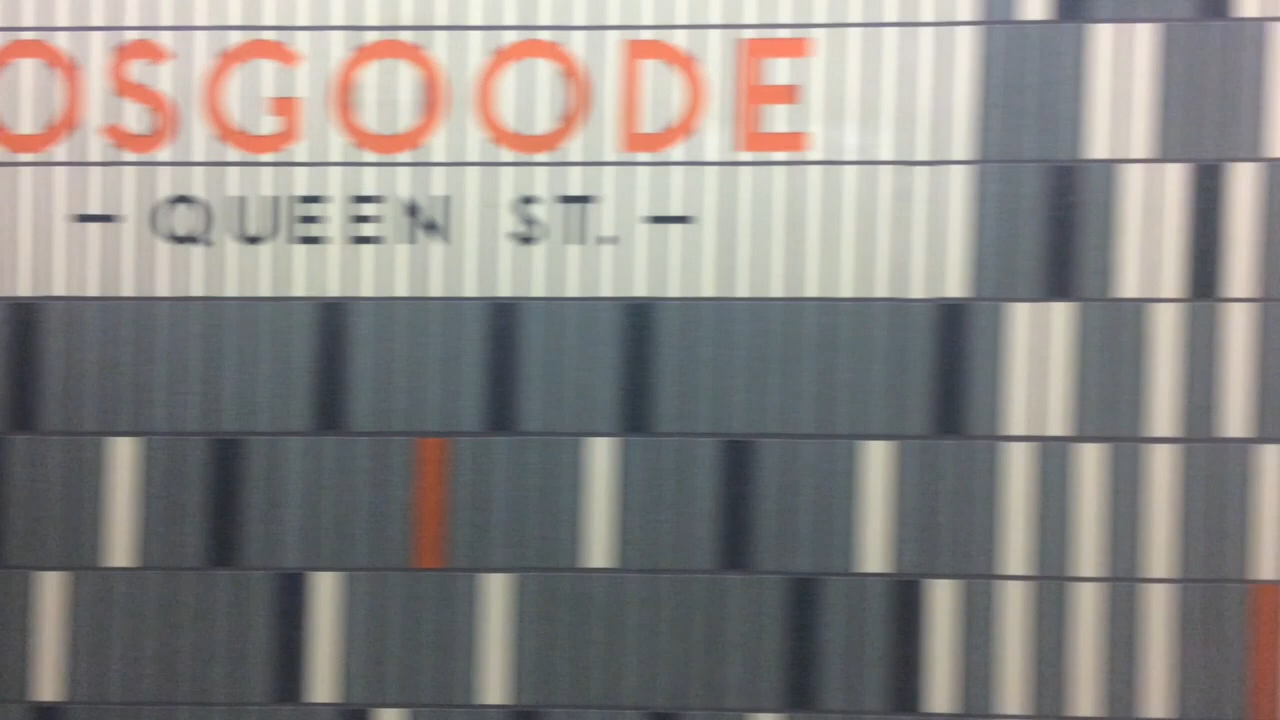 OSGOODE
– QUEEN ST. –